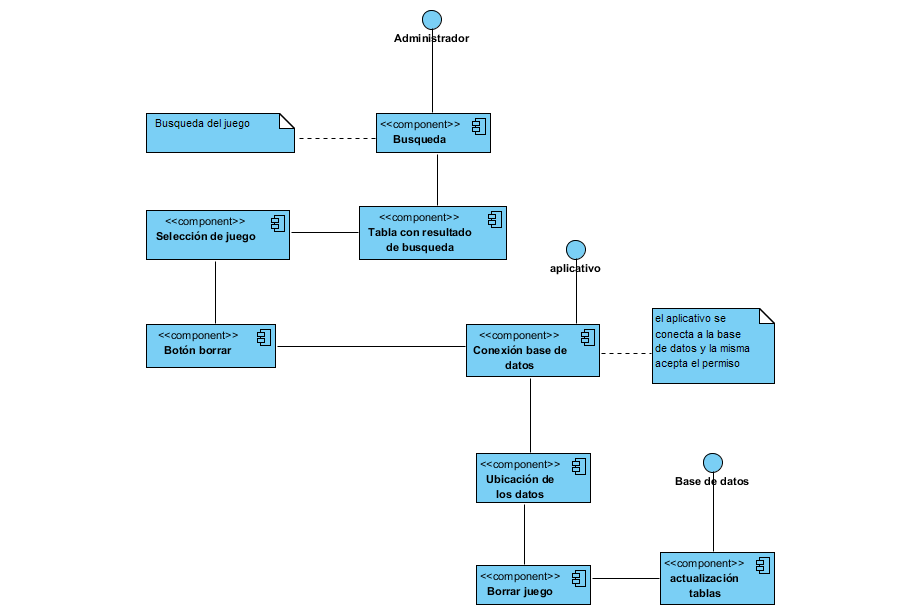 Administrador
Busqueda del juego
<<component>>
Busqueda
<<component>>
Selección de juego
<<component>>
Tabla con resultado
de busqueda
aplicativo
<<component>>
Botón borrar
<<component>>
Conexión base de
datos
el aplicativo se
conecta a la base
de datos y la misma
acepta el permiso
<<component>>
Ubicación de
los datos
Base de datos
<<component>>
Borrar juego
<<component>>
actualización
tablas